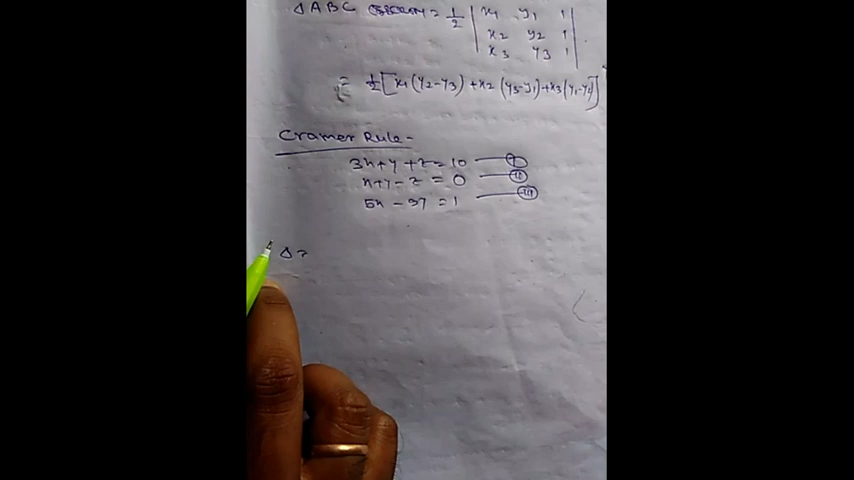 Δ ABC = 1/2 | x1 y1 1 |
x2 y2 1
x3 y3 1
= 1/2 [x1(y2-y3) + x2 (y3-y1) + x3(y1-y2)]
Cramer Rule-
3x+y+z=10 — I
x+y-z=0 — II
5x-9y=1 — III
Δ =